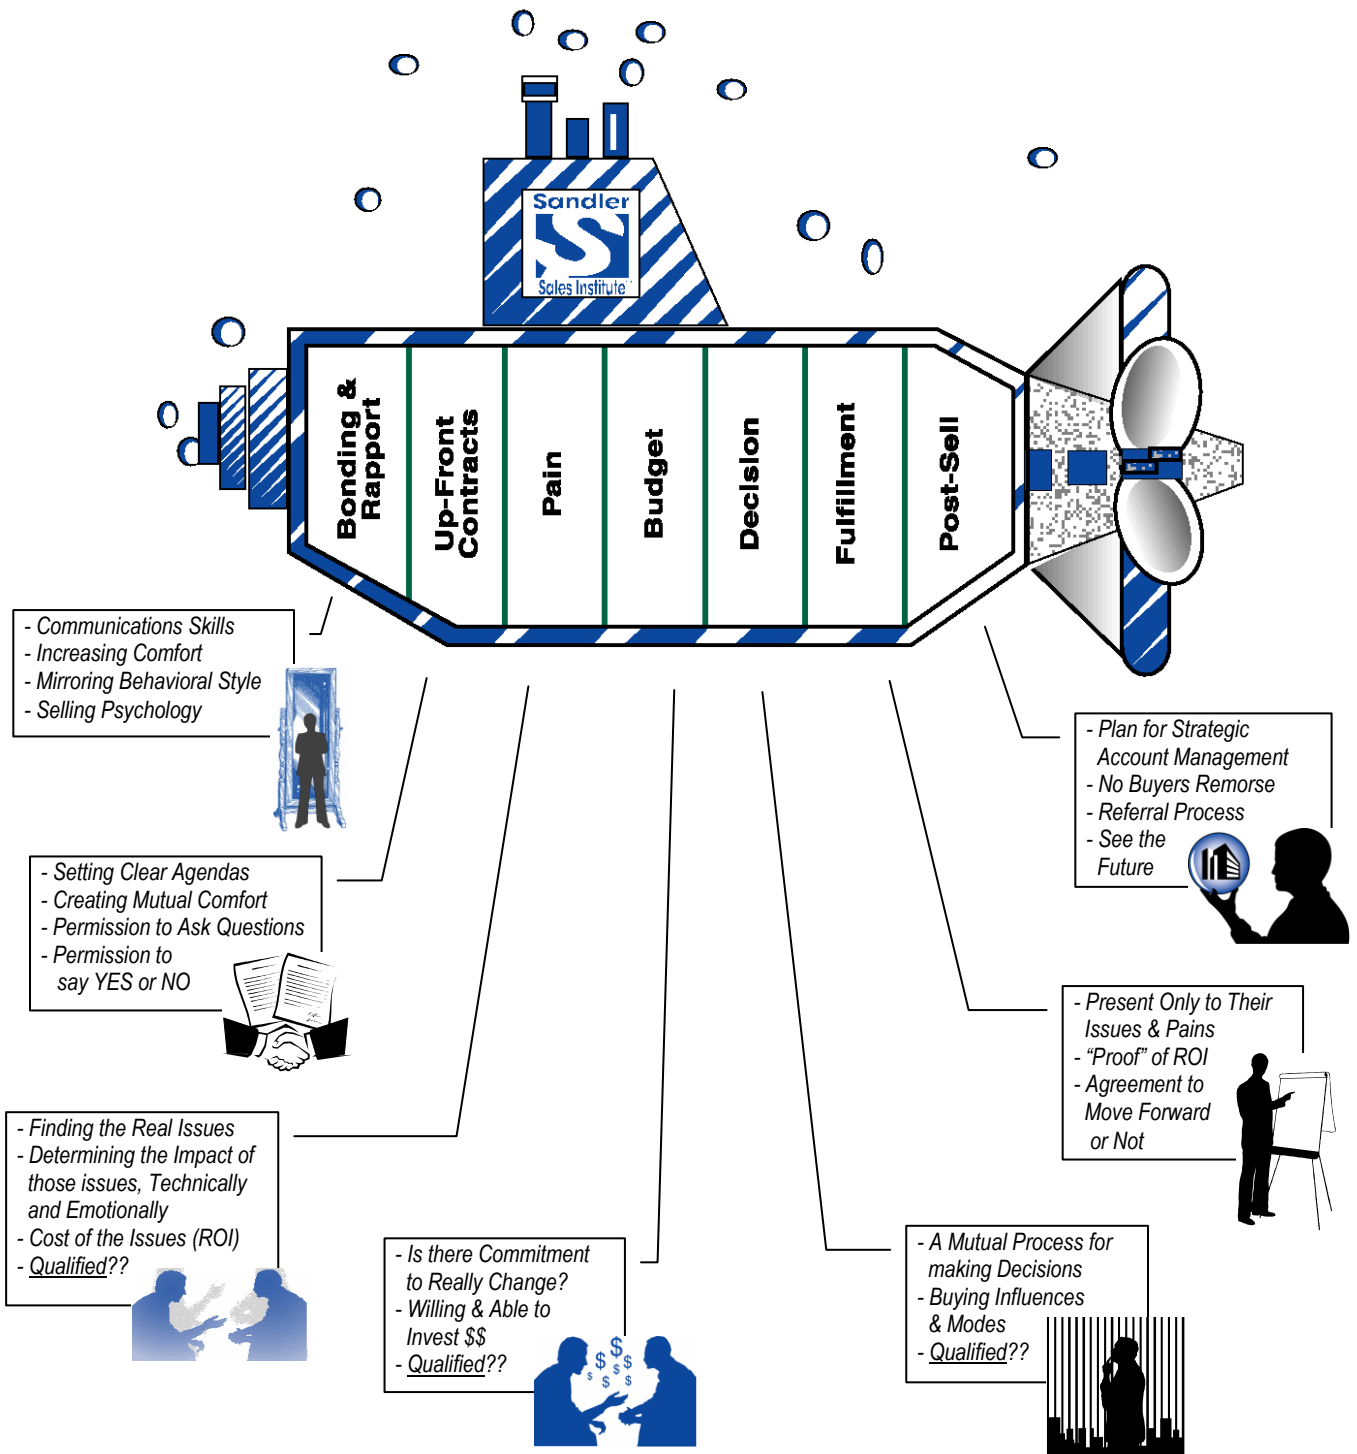 Sandler
S
Sales Institute
Bonding &
Rapport
Up-Front
Contracts
Pain
Budget
Decision
Fulfillment
Post-Sell
- Communications Skills
- Increasing Comfort
- Mirroring Behavioral Style
- Selling Psychology
- Setting Clear Agendas
- Creating Mutual Comfort
- Permission to Ask Questions
- Permission to
say YES or NO
- Finding the Real Issues
- Determining the Impact of
those issues, Technically
and Emotionally
- Cost of the Issues (ROI)
- Qualified??
- Is there Commitment
to Really Change?
- Willing & Able to
Invest $$
- Qualified??
$ $ $ $ $ $ $
- A Mutual Process for
making Decisions
- Buying Influences
& Modes
- Qualified??
- Present Only to Their
Issues & Pains
- “Proof” of ROI
- Agreement to
Move Forward
or Not
- Plan for Strategic
Account Management
- No Buyers Remorse
- Referral Process
- See the
Future